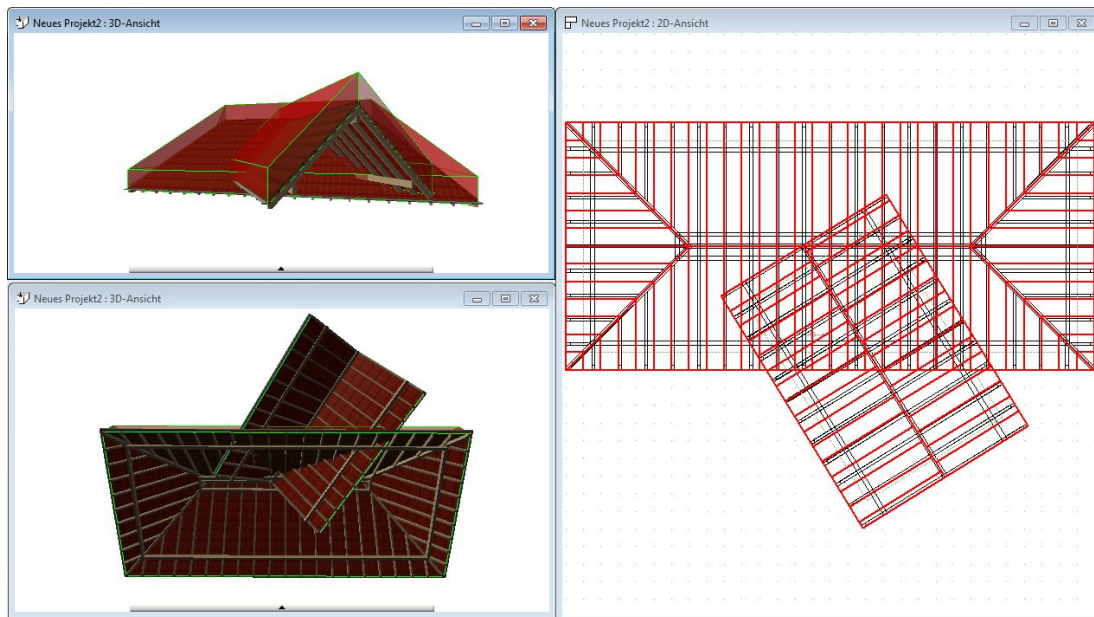 Neues Projekt2 : 3D-Ansicht
Neues Projekt2 : 2D-Ansicht
Neues Projekt2 : 3D-Ansicht